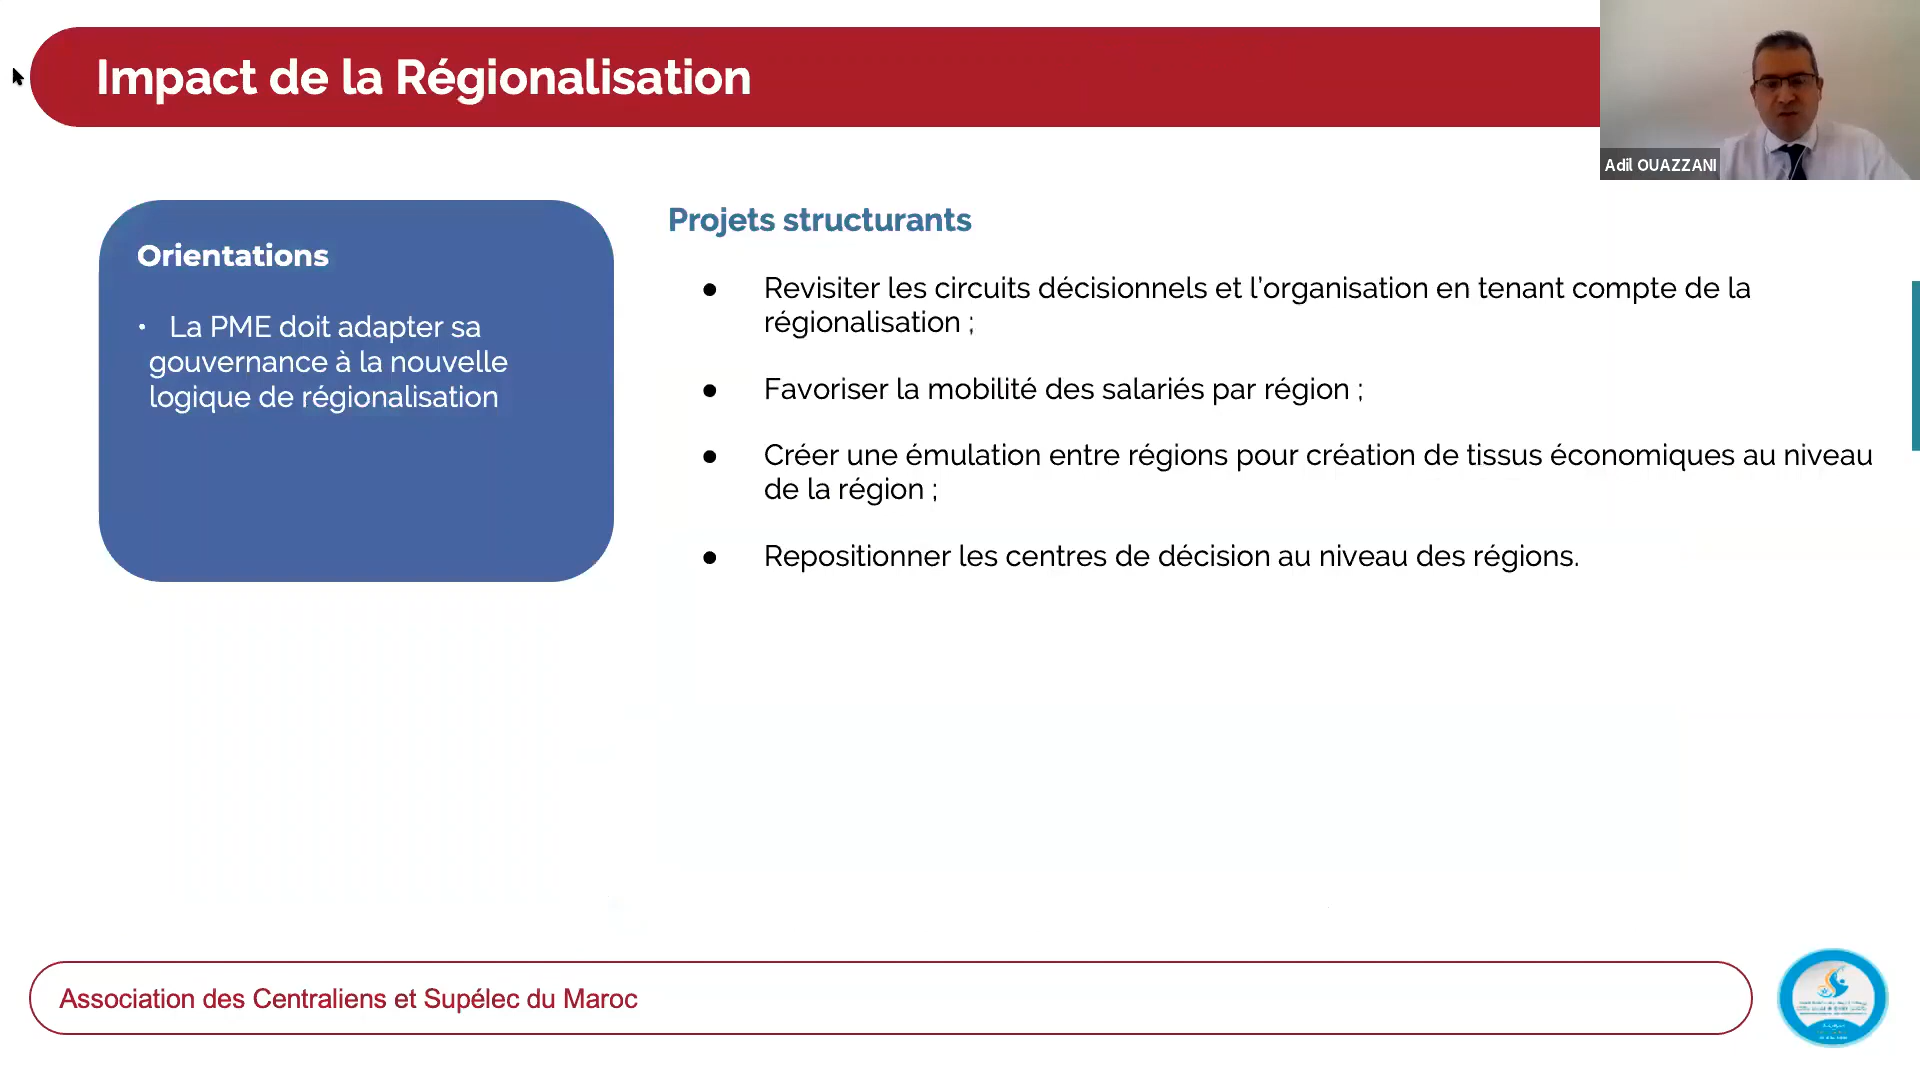 Impact de la Régionalisation
Adil OUAZZANI
Orientations
• La PME doit adapter sa
gouvernance à la nouvelle
logique de régionalisation
Projets structurants
● Revisiter les circuits décisionnels et l’organisation en tenant compte de la
régionalisation ;
● Favoriser la mobilité des salariés par région ;
● Créer une émulation entre régions pour création de tissus économiques au niveau
de la région ;
● Repositionner les centres de décision au niveau des régions.
Association des Centraliens et Supélec du Maroc